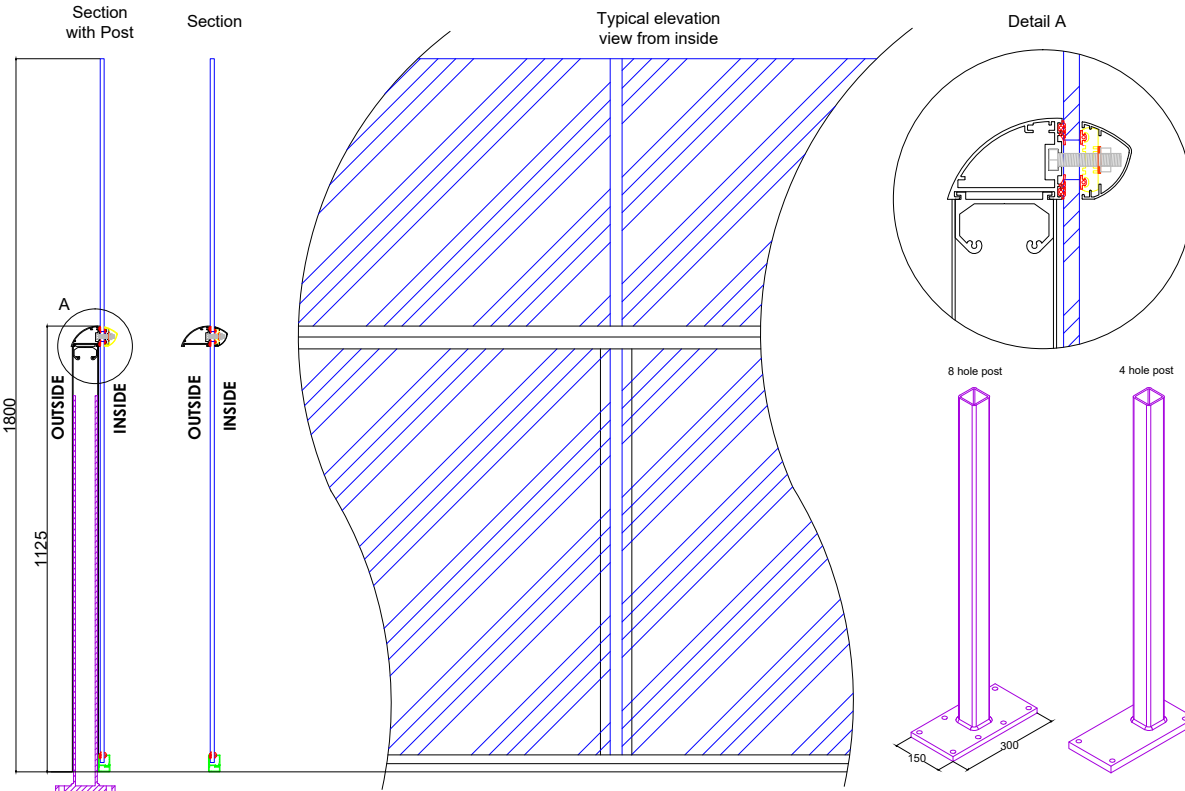 Section
with Post
Section
Typical elevation
view from inside
Detail A
A
OUTSIDE
INSIDE
OUTSIDE
INSIDE
1800
1125
8 hole post
4 hole post
150
300